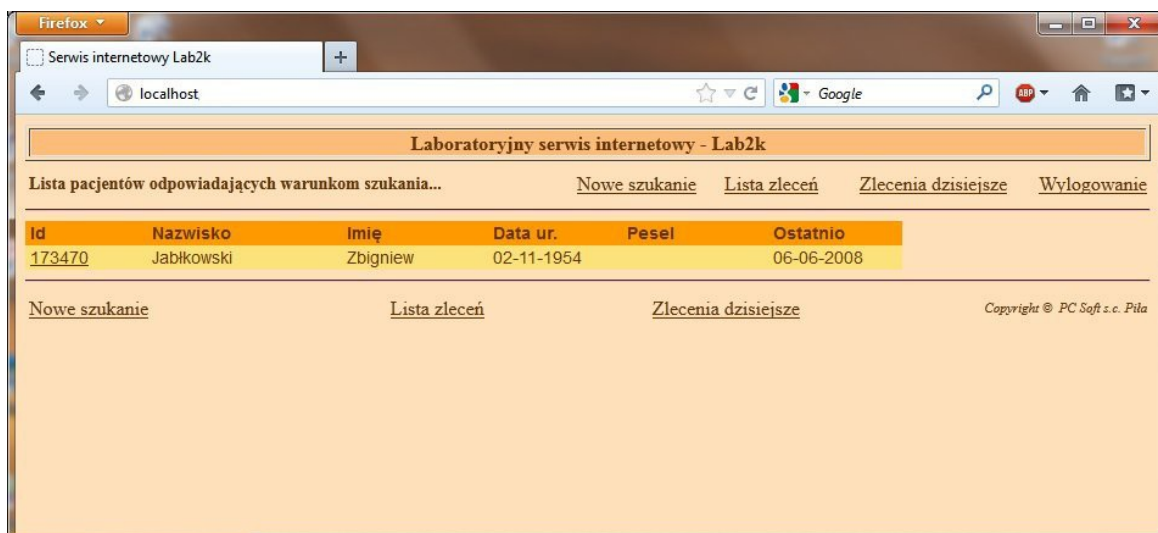 Firefox
Serwis internetowy Lab2k
localhost
Google
ABP
Laboratoryjny serwis internetowy - Lab2k
Lista pacjentów odpowiadających warunkom szukania... Nowe szukanie Lista zleceń Zlecenia dzisiejsze Wylogowanie
Id Nazwisko Imię Data ur. Pesel Ostatnio
173470 Jabłkowski Zbigniew 02-11-1954 06-06-2008
Nowe szukanie Lista zleceń Zlecenia dzisiejsze Copyright © PC Soft s.c. Piła